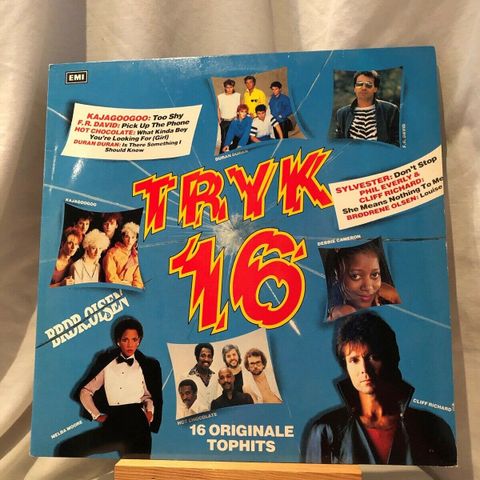 EMI
KAJAGOOGOO: Too Shy
F.R. DAVID: Pick Up The Phone
HOT CHOCOLATE: What Kinda Boy
You're Looking For (Girl)
DURAN DURAN: Is There Something I
Should Know
DURAN DURAN
F.R. DAVID
TRYK
16
SYLVESTER: Don't Stop
PHIL EVERLY &
CLIFF RICHARD:
She Means Nothing To Me
BRØDRENE OLSEN: Louise
KAJAGOOGOO
DEBBIE CAMERON
BRDR. OLSEN
MELBA MOORE
HOT CHOCOLATE
CLIFF RICHARD
16 ORIGINALE
TOPHITS